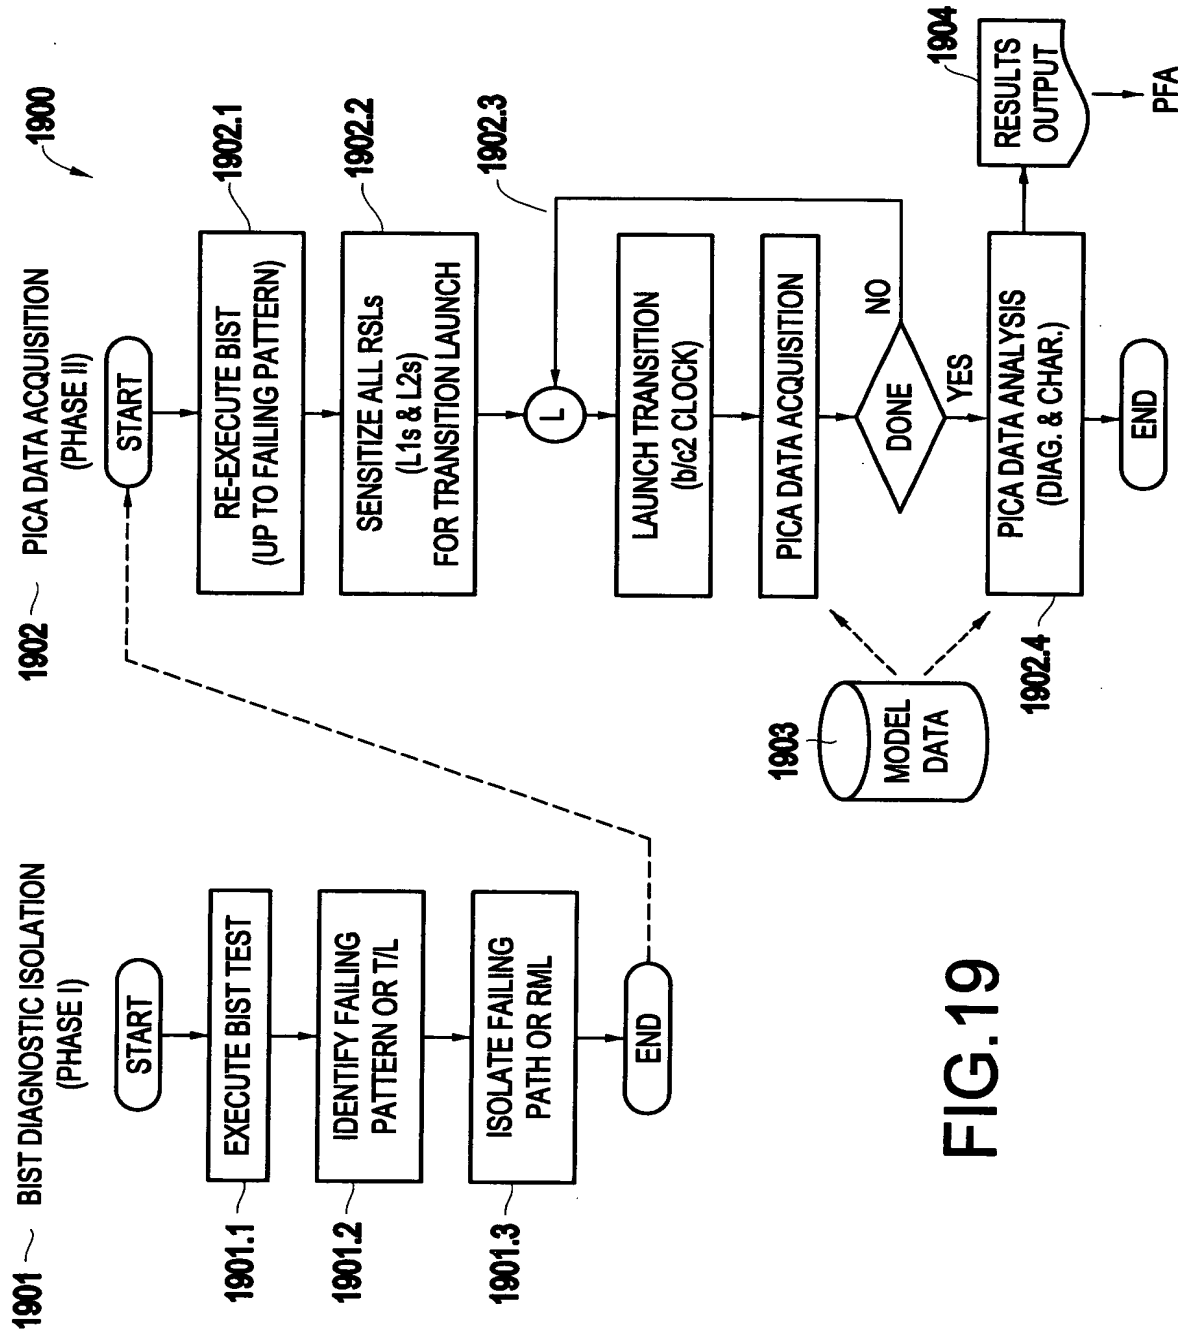 1900
1901
BIST DIAGNOSTIC ISOLATION
(PHASE I)
START
EXECUTE BIST TEST
1901.1
IDENTIFY FAILING
PATTERN OR T/L
1901.2
ISOLATE FAILING
PATH OR RML
1901.3
END
1902
PICA DATA ACQUISITION
(PHASE II)
START
RE-EXECUTE BIST
(UP TO FAILING PATTERN)
1902.1
SENSITIZE ALL RSLs
(L1s & L2s)
FOR TRANSITION LAUNCH
1902.2
L
1902.3
LAUNCH TRANSITION
(b/c2 CLOCK)
PICA DATA ACQUISITION
DONE
NO
YES
1903
MODEL
DATA
PICA DATA ANALYSIS
(DIAG. & CHAR.)
1902.4
END
1904
RESULTS
OUTPUT
PFA
FIG.19